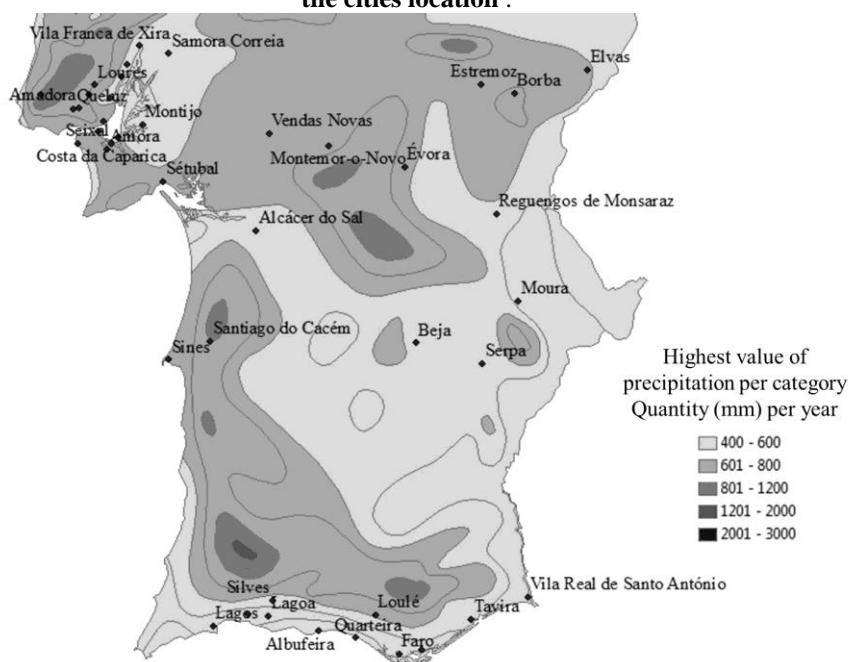 the cities location .
Vila Franca de Xira
Samora Correia
Loures
Elvas
Estremoz
Borba
Amadora
Queluz
Montijo
Vendas Novas
Seixal
Amora
Costa da Caparica
Montemor-o-Novo
Évora
Sétubal
Reguengos de Monsaraz
Alcácer do Sal
Moura
Santiago do Cacém
Beja
Sines
Serpa
Highest value of
precipitation per category
Quantity (mm) per year
400 - 600
601 - 800
801 - 1200
1201 - 2000
2001 - 3000
Silves
Lagoa
Lagos
Loulé
Tavira
Vila Real de Santo António
Quarteira
Albufeira
Faro